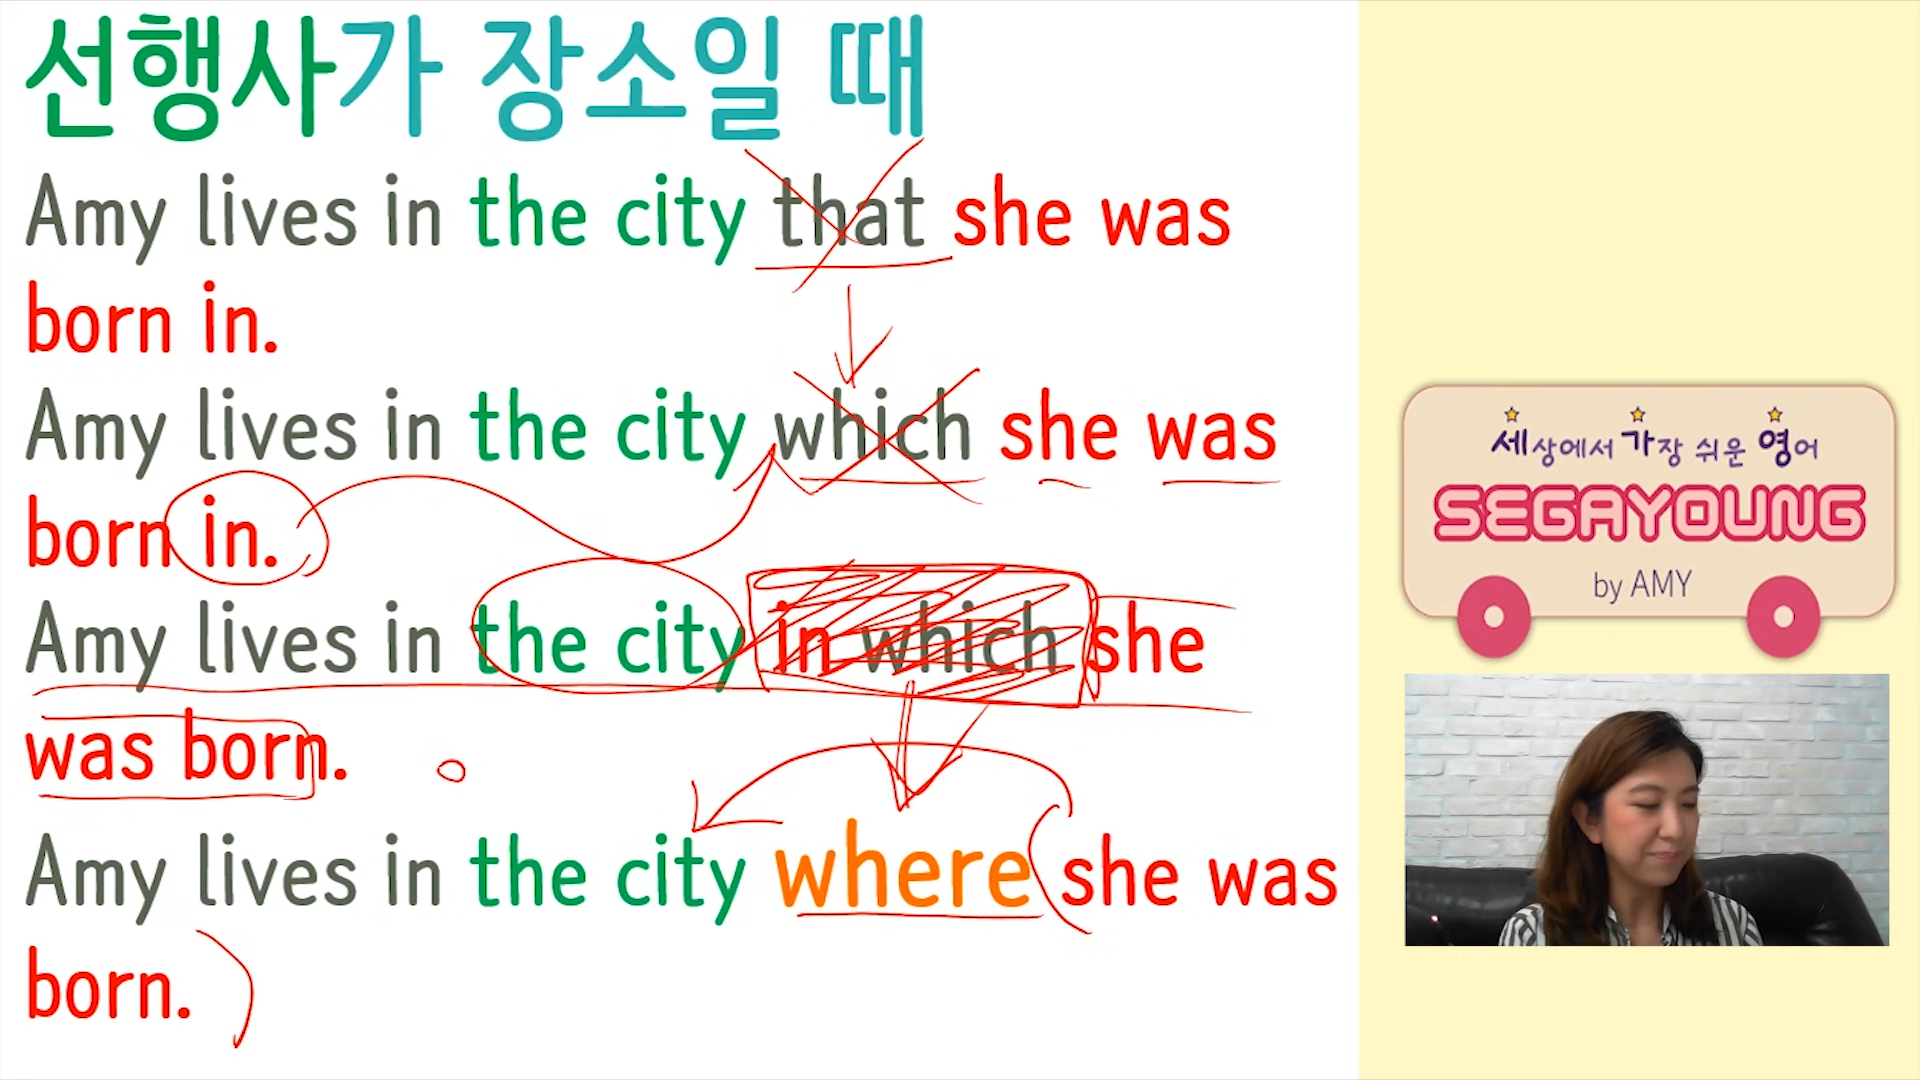 선행사가 장소일 때
Amy lives in the city that she was
born in.
Amy lives in the city which she was
born in.
Amy lives in the city in which she
was born.
Amy lives in the city where she was
born.
세상에서 가장 쉬운 영어
SEGAYOUNG
by AMY